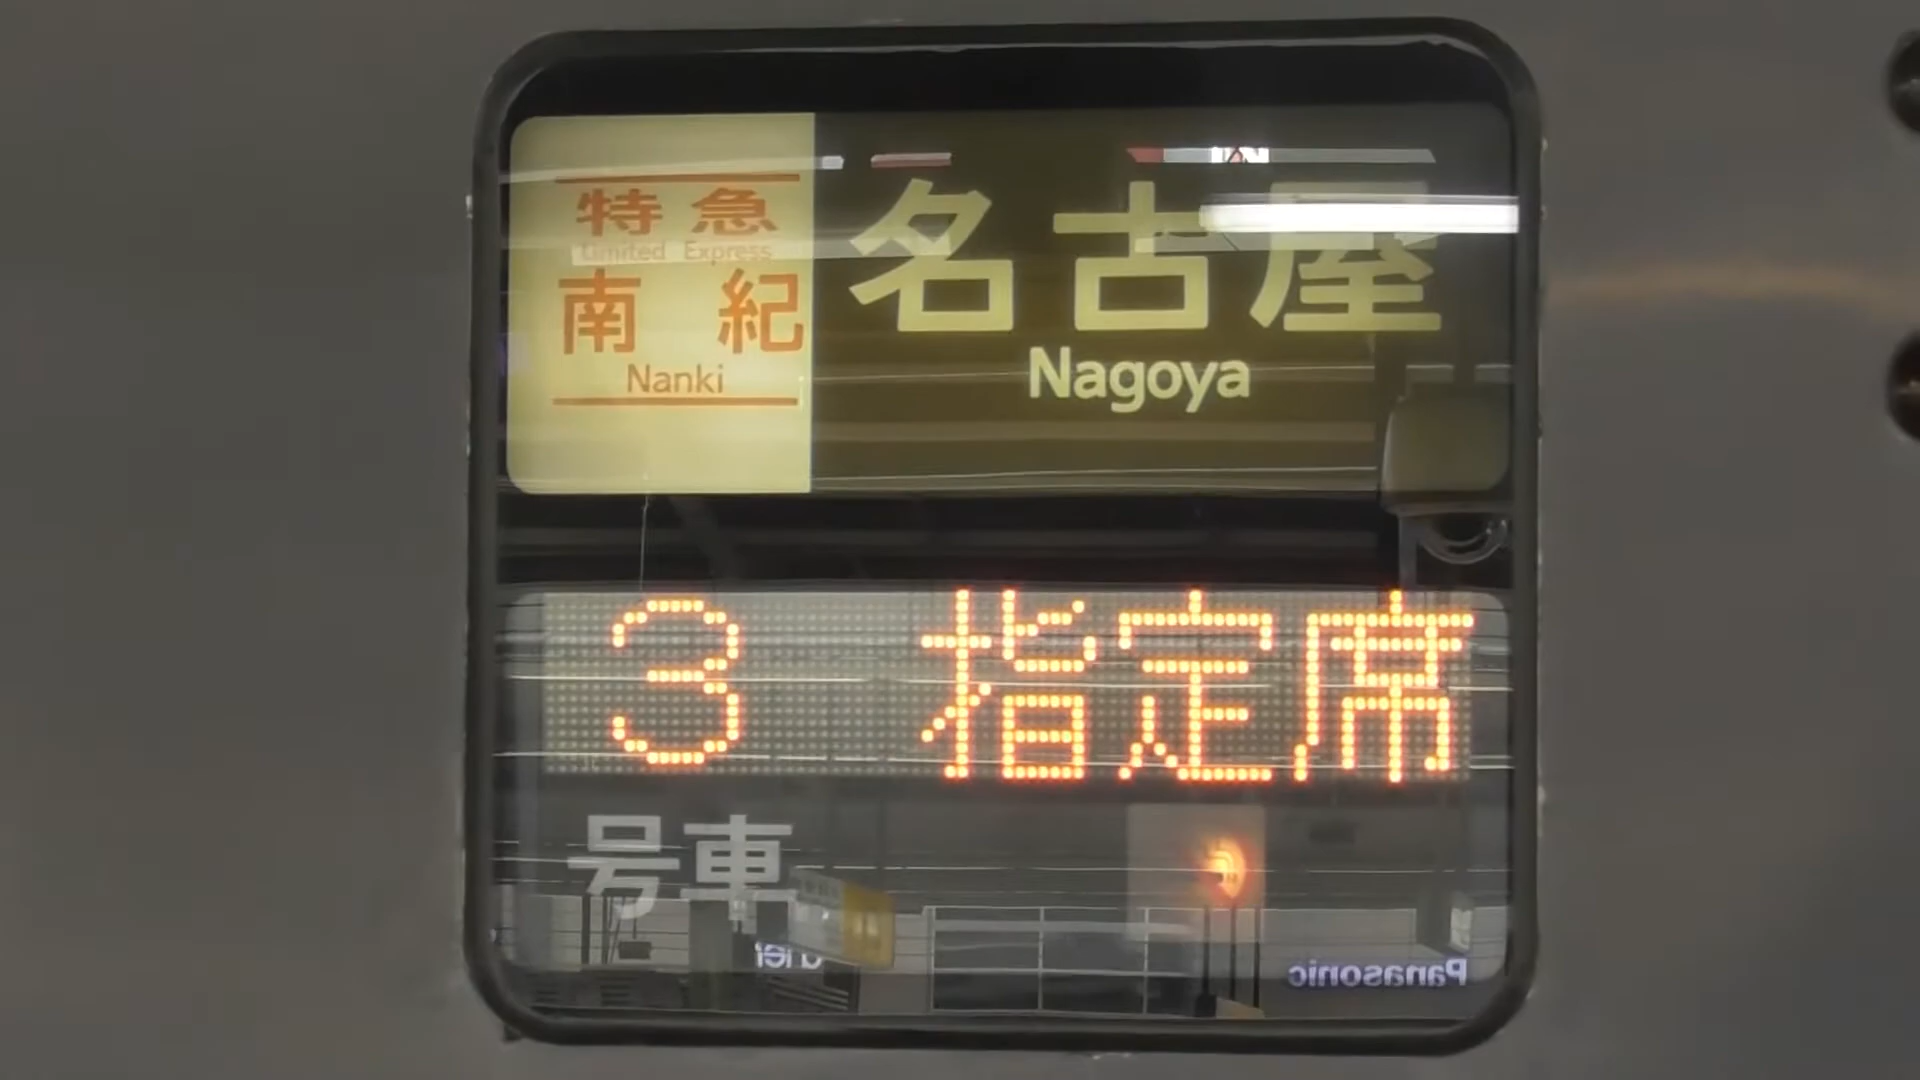 特急
Limited Express
南紀
Nanki
名古屋
Nagoya
3 指定席
号車
Panasonic